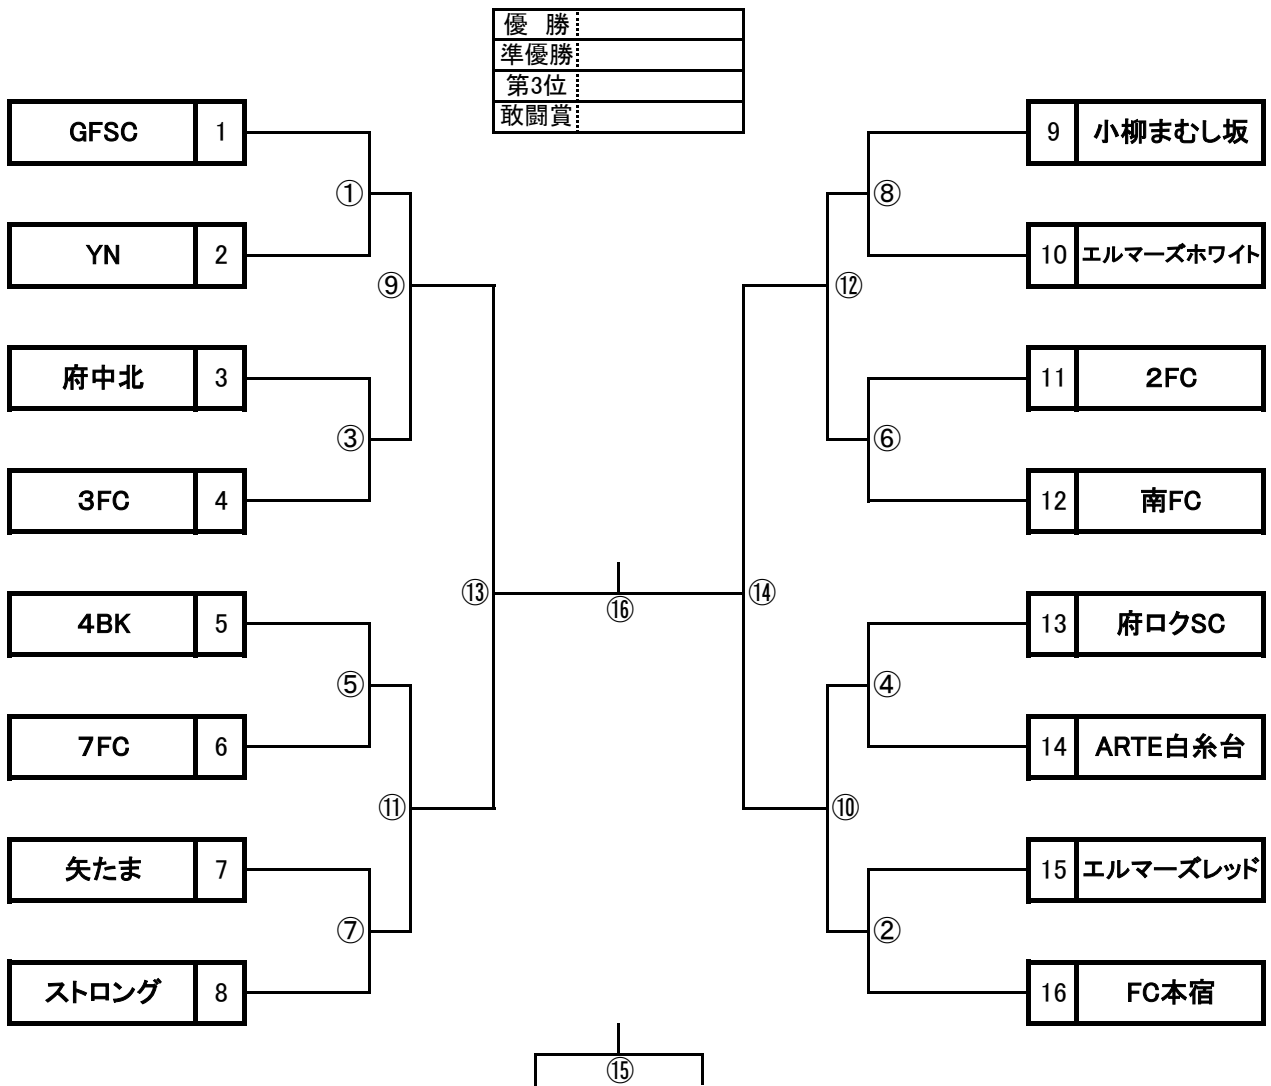 優 勝
準優勝
第3位
敢闘賞
GFSC 1
YN 2
府中北 3
3FC 4
4BK 5
7FC 6
矢たま 7
ストロング 8
①
③
⑤
⑦
⑨
⑪
⑬
⑯
⑭
⑫
⑩
⑧
⑥
④
②
9 小柳まむし坂
10 エルマーズホワイト
11 2FC
12 南FC
13 府ロクSC
14 ARTE白糸台
15 エルマーズレッド
16 FC本宿
⑮